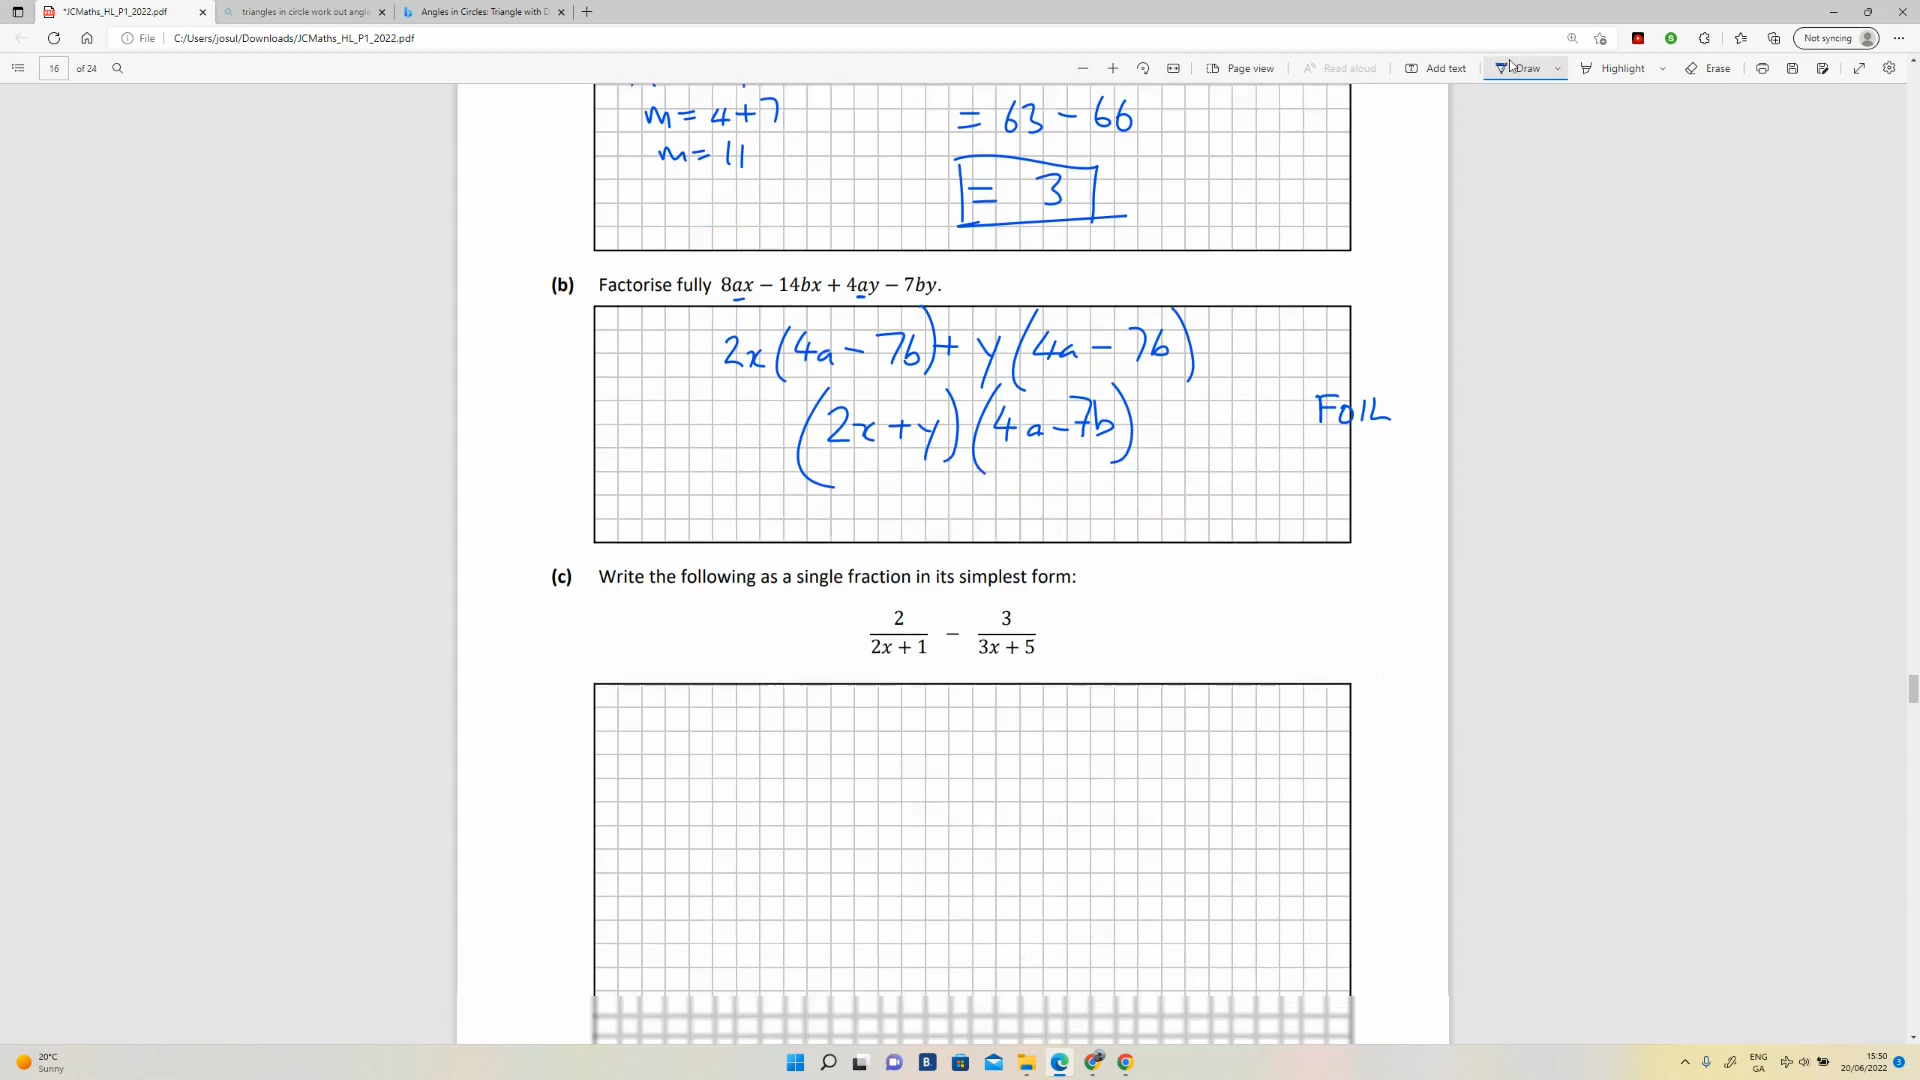 *JCMaths_HL_P1_2022.pdf
triangles in circle work out angle
Angles in Circles: Triangle with D
File
C:/Users/josul/Downloads/JCMaths_HL_P1_2022.pdf
Not syncing
16 of 24
Page view
Read aloud
Add text
Draw
Highlight
Erase
m = 4 + 7
= 63 - 66
m = 11
= 3
(b) Factorise fully 8ax − 14bx + 4ay − 7by.
2x(4a - 7b) + y(4a - 7b)
(2x + y)(4a - 7b)
FOIL
(c) Write the following as a single fraction in its simplest form:
2 3
−
2x + 1 3x + 5
20°C
Sunny
ENG
GA
15:50
20/06/2022
3